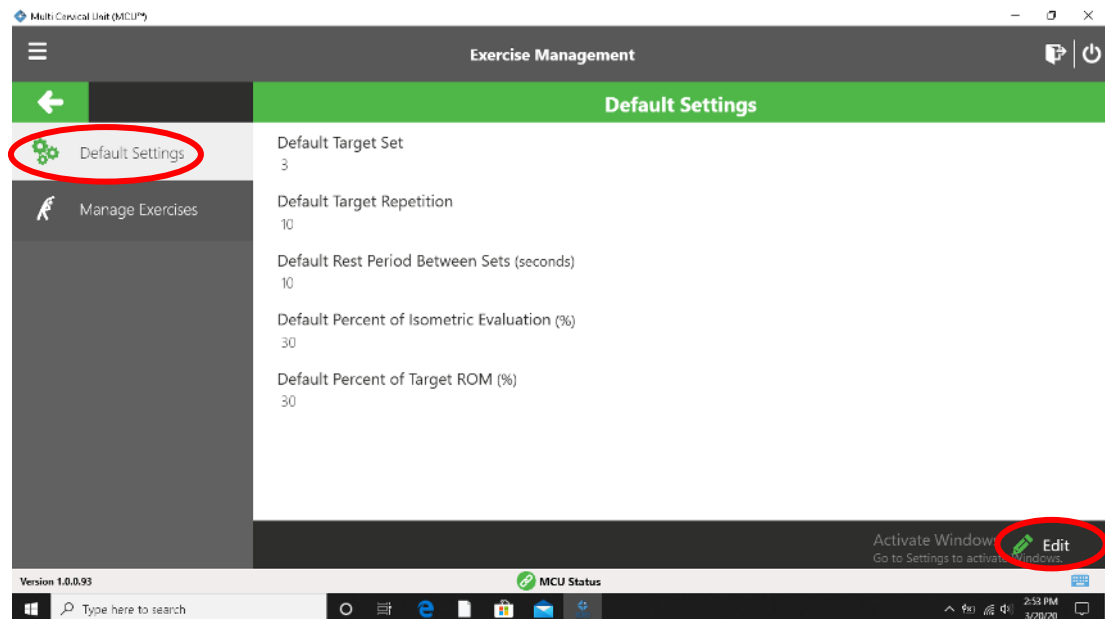 Multi Cervical Unit (MCU™)
Exercise Management
Default Settings
Default Settings
Manage Exercises
Default Target Set
3
Default Target Repetition
10
Default Rest Period Between Sets (seconds)
10
Default Percent of Isometric Evaluation (%)
30
Default Percent of Target ROM (%)
30
Activate Windows
Go to Settings to activate Windows.
Edit
Version 1.0.0.93
MCU Status
Type here to search
2:53 PM
3/20/20